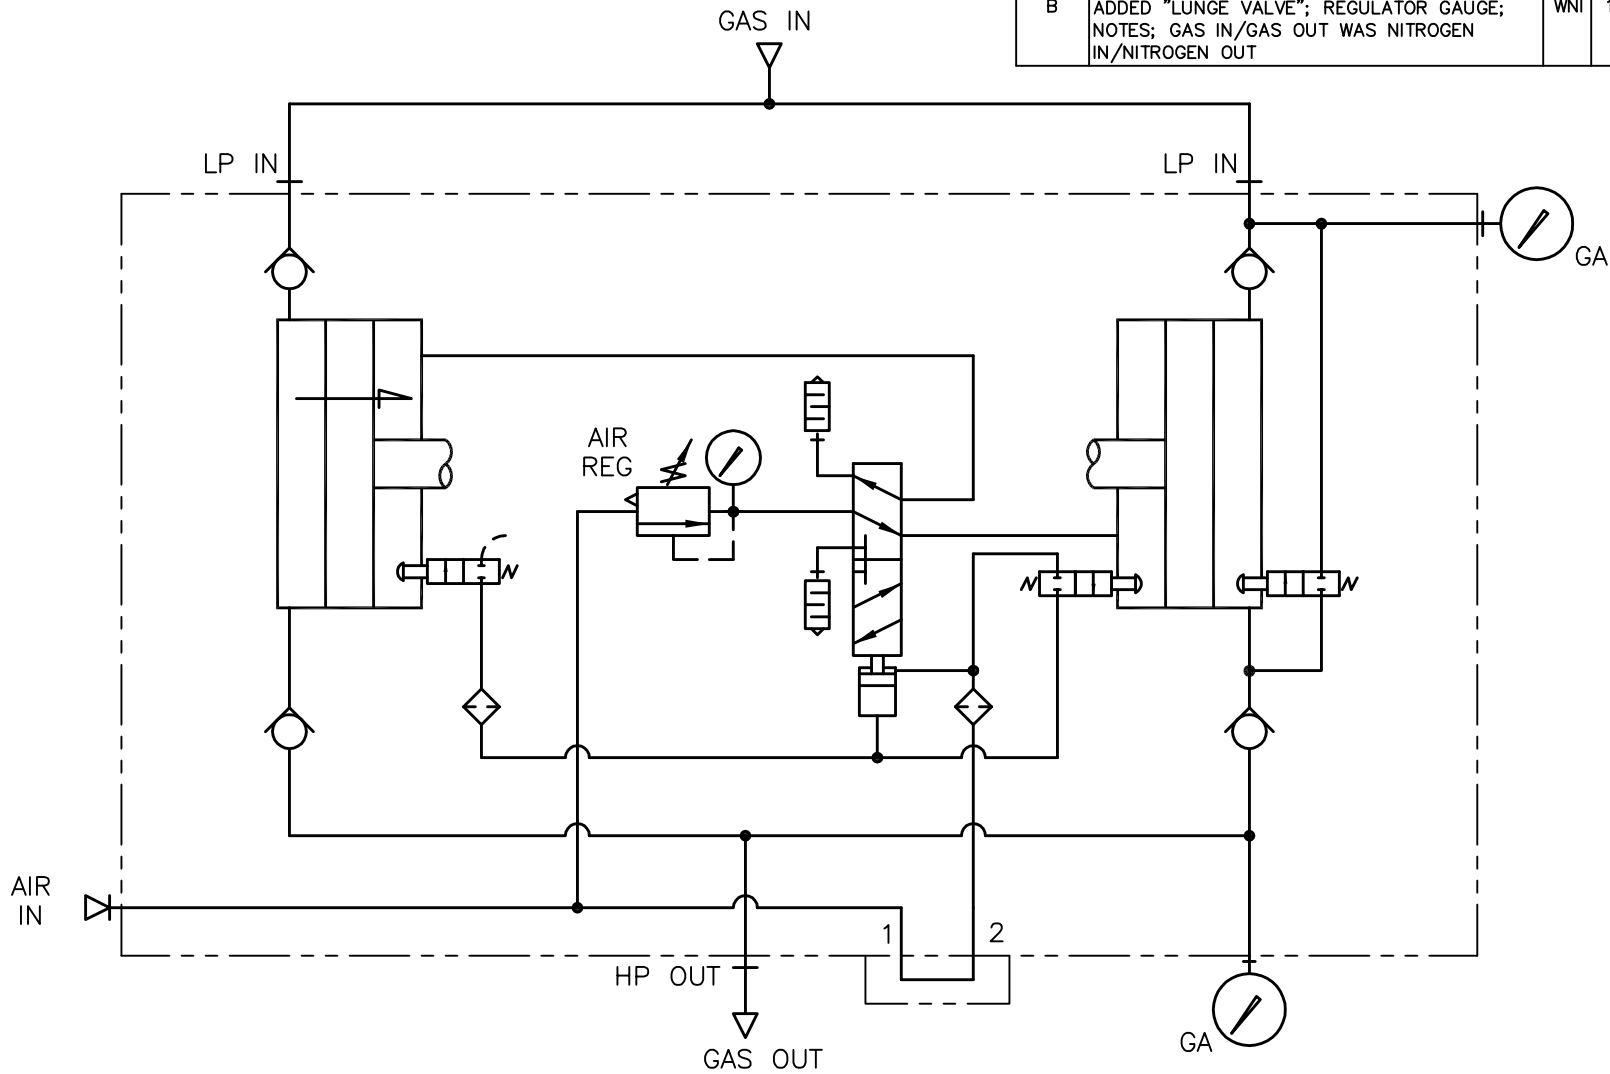 GAS IN
B
ADDED "LUNGE VALVE"; REGULATOR GAUGE;
WNI
1
NOTES; GAS IN/GAS OUT WAS NITROGEN
IN/NITROGEN OUT
LP IN
LP IN
GA
AIR
REG
AIR
IN
1
2
HP OUT
GA
GAS OUT